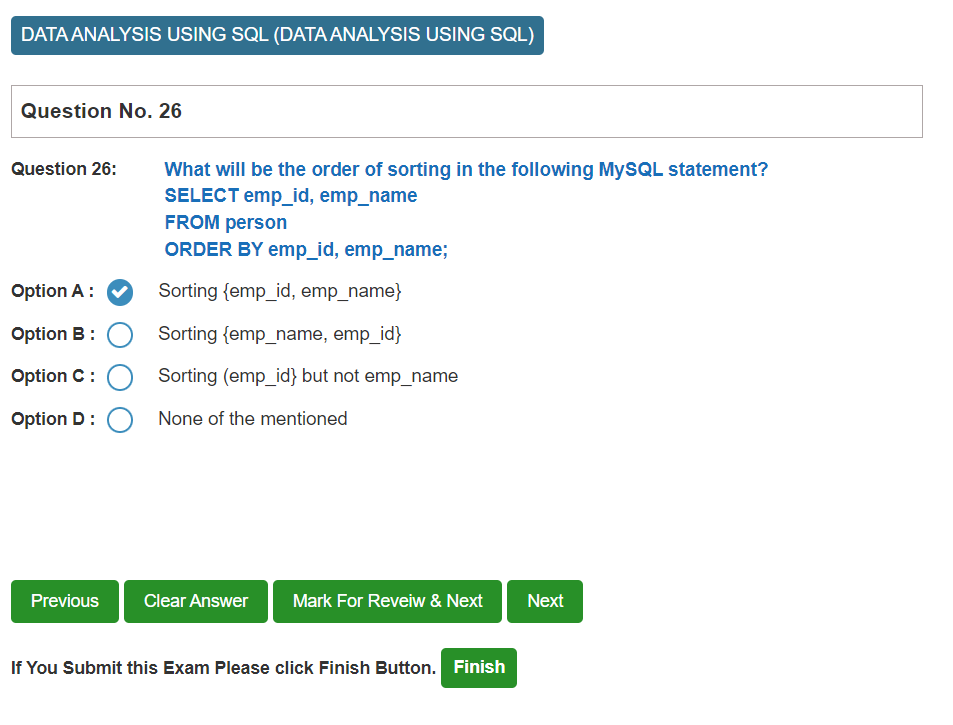 DATA ANALYSIS USING SQL (DATA ANALYSIS USING SQL)
Question No. 26
Question 26: What will be the order of sorting in the following MySQL statement?
SELECT emp_id, emp_name
FROM person
ORDER BY emp_id, emp_name;
Option A : Sorting {emp_id, emp_name}
Option B : Sorting {emp_name, emp_id}
Option C : Sorting (emp_id} but not emp_name
Option D : None of the mentioned
Previous Clear Answer Mark For Reveiw & Next Next
If You Submit this Exam Please click Finish Button. Finish